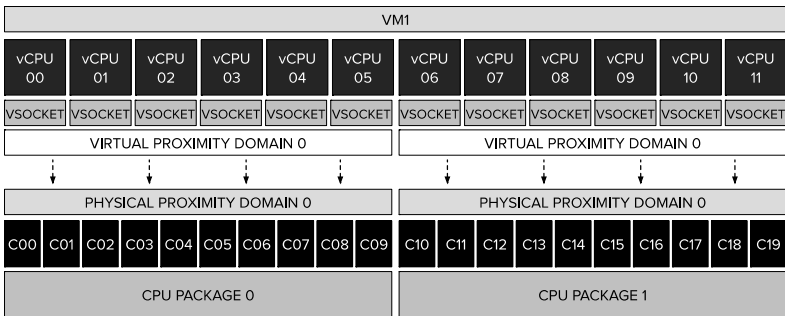 VM1
vCPU 00 vCPU 01 vCPU 02 vCPU 03 vCPU 04 vCPU 05 vCPU 06 vCPU 07 vCPU 08 vCPU 09 vCPU 10 vCPU 11
VSOCKET VSOCKET VSOCKET VSOCKET VSOCKET VSOCKET VSOCKET VSOCKET VSOCKET VSOCKET VSOCKET VSOCKET
VIRTUAL PROXIMITY DOMAIN 0 VIRTUAL PROXIMITY DOMAIN 0
PHYSICAL PROXIMITY DOMAIN 0 PHYSICAL PROXIMITY DOMAIN 0
C00 C01 C02 C03 C04 C05 C06 C07 C08 C09 C10 C11 C12 C13 C14 C15 C16 C17 C18 C19
CPU PACKAGE 0 CPU PACKAGE 1